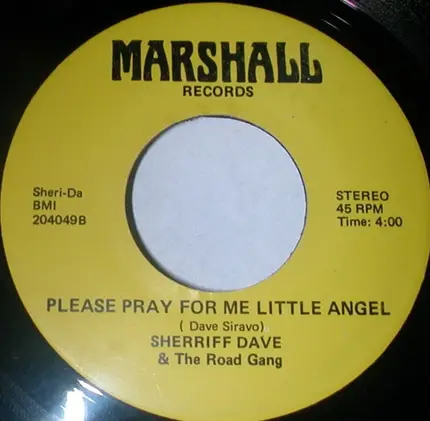 MARSHALL
RECORDS
Sheri-Da
BMI
204049B
STEREO
45 RPM
Time: 4:00
PLEASE PRAY FOR ME LITTLE ANGEL
( Dave Siravo)
SHERRIFF DAVE
& The Road Gang